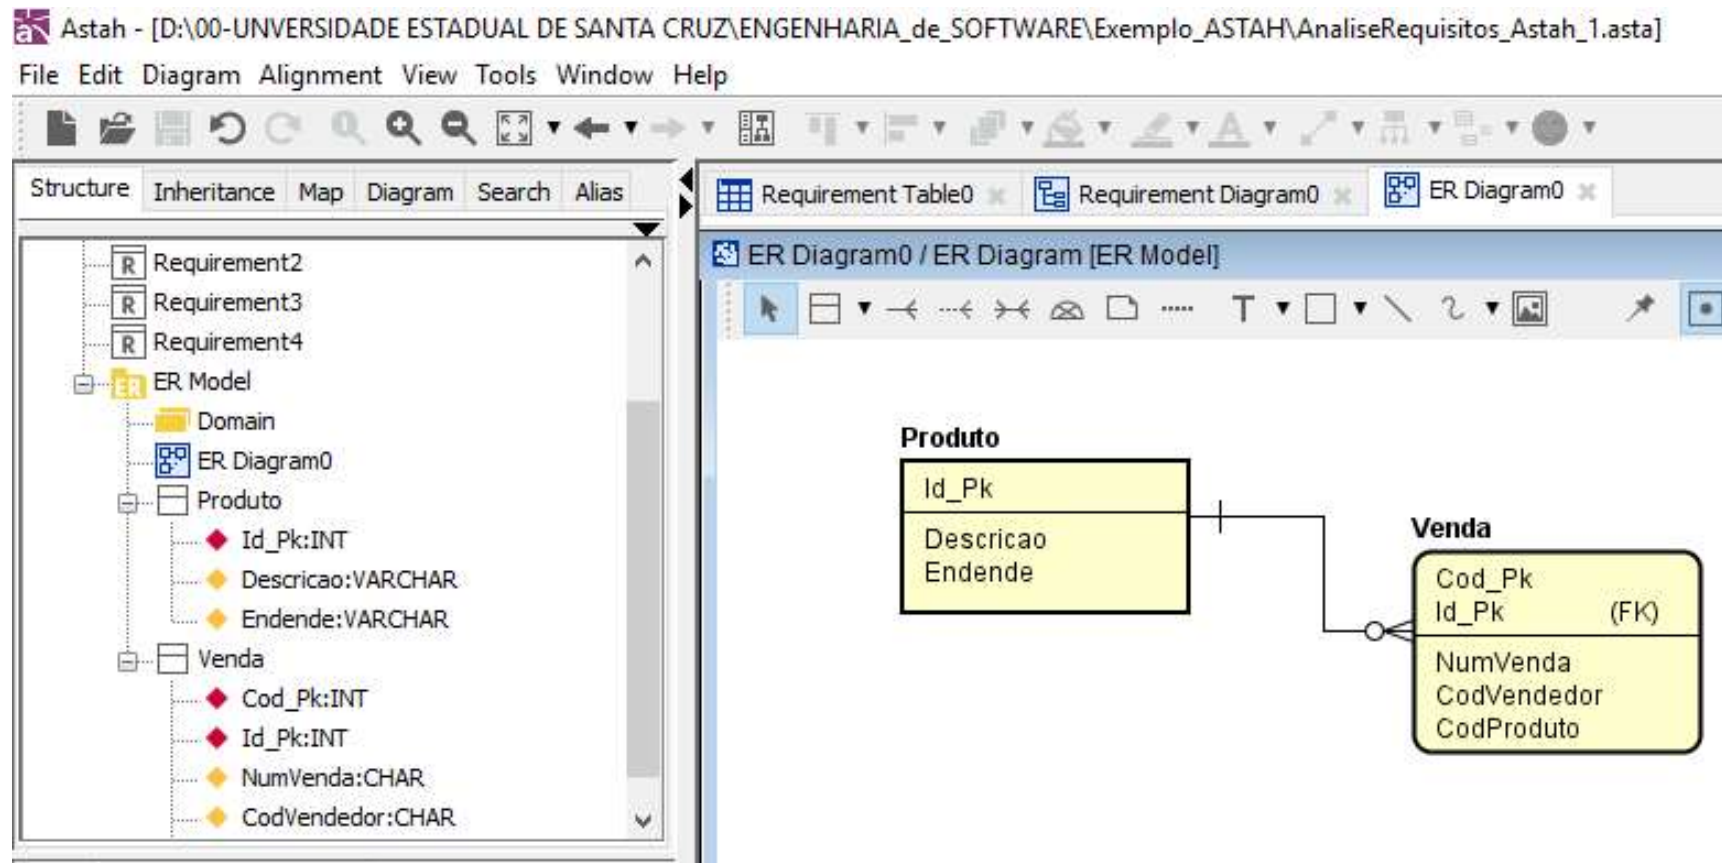 Astah - [D:\00-UNVERSIDADE ESTADUAL DE SANTA CRUZ\ENGENHARIA_de_SOFTWARE\Exemplo_ASTAH\AnaliseRequisitos_Astah_1.asta]
File Edit Diagram Alignment View Tools Window Help
Structure Inheritance Map Diagram Search Alias
Requirement2
Requirement3
Requirement4
ER Model
Domain
ER Diagram0
Produto
Id_Pk:INT
Descricao:VARCHAR
Endende:VARCHAR
Venda
Cod_Pk:INT
Id_Pk:INT
NumVenda:CHAR
CodVendedor:CHAR
Requirement Table0 Requirement Diagram0 ER Diagram0
ER Diagram0 / ER Diagram [ER Model]
T
Produto
Id_Pk
Descricao
Endende
Venda
Cod_Pk
Id_Pk (FK)
NumVenda
CodVendedor
CodProduto